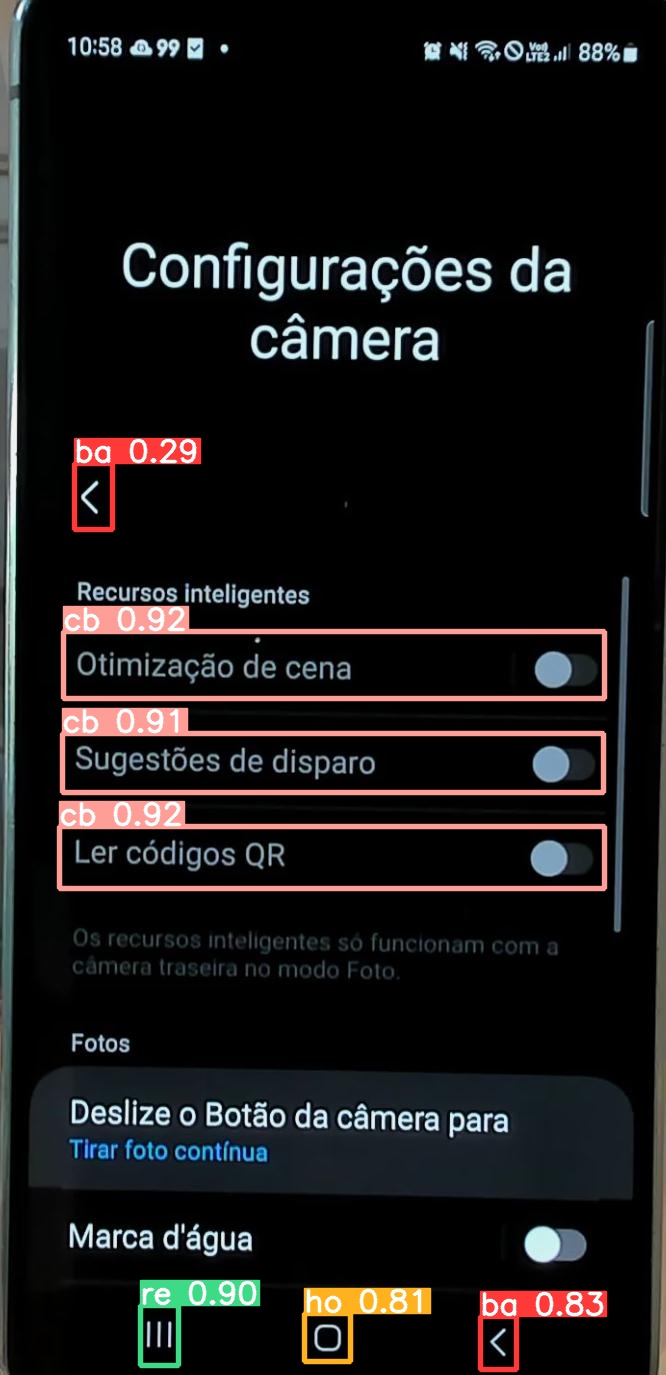 10:58 99
Vo)) LTE2 88%
Configurações da
câmera
ba 0.29
Recursos inteligentes
cb 0.92
Otimização de cena
cb 0.91
Sugestões de disparo
cb 0.92
Ler códigos QR
Os recursos inteligentes só funcionam com a
câmera traseira no modo Foto.
Fotos
Deslize o Botão da câmera para
Tirar foto contínua
Marca d'água
re 0.90
ho 0.81
ba 0.83